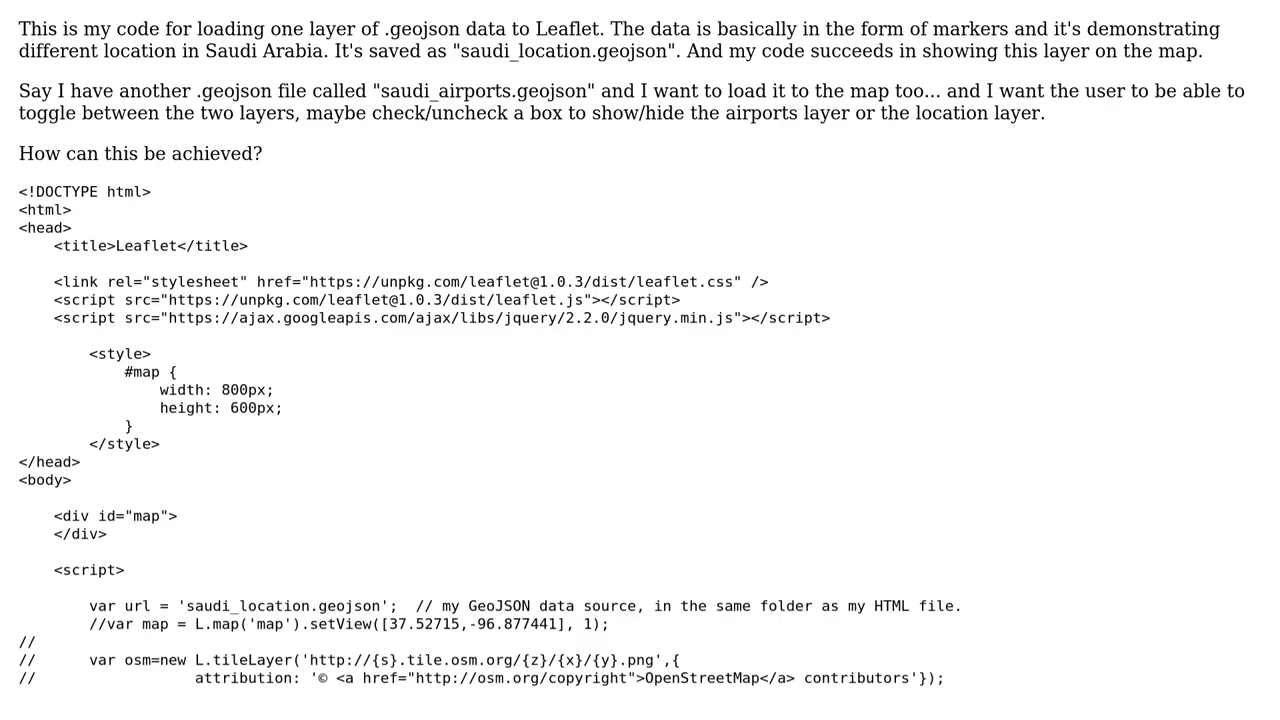 This is my code for loading one layer of .geojson data to Leaflet. The data is basically in the form of markers and it's demonstrating
different location in Saudi Arabia. It's saved as "saudi_location.geojson". And my code succeeds in showing this layer on the map.
Say I have another .geojson file called "saudi_airports.geojson" and I want to load it to the map too... and I want the user to be able to
toggle between the two layers, maybe check/uncheck a box to show/hide the airports layer or the location layer.
How can this be achieved?
<!DOCTYPE html>
<html>
<head>
    <title>Leaflet</title>
    <link rel="stylesheet" href="https://unpkg.com/leaflet@1.0.3/dist/leaflet.css" />
    <script src="https://unpkg.com/leaflet@1.0.3/dist/leaflet.js"></script>
    <script src="https://ajax.googleapis.com/ajax/libs/jquery/2.2.0/jquery.min.js"></script>
        <style>
            #map {
                width: 800px;
                height: 600px;
            }
        </style>
</head>
<body>
    <div id="map">
    </div>
    <script>
        var url = 'saudi_location.geojson';  // my GeoJSON data source, in the same folder as my HTML file.
        //var map = L.map('map').setView([37.52715,-96.877441], 1);
//
//      var osm=new L.tileLayer('http://{s}.tile.osm.org/{z}/{x}/{y}.png',{
//                  attribution: '© <a href="http://osm.org/copyright">OpenStreetMap</a> contributors'});